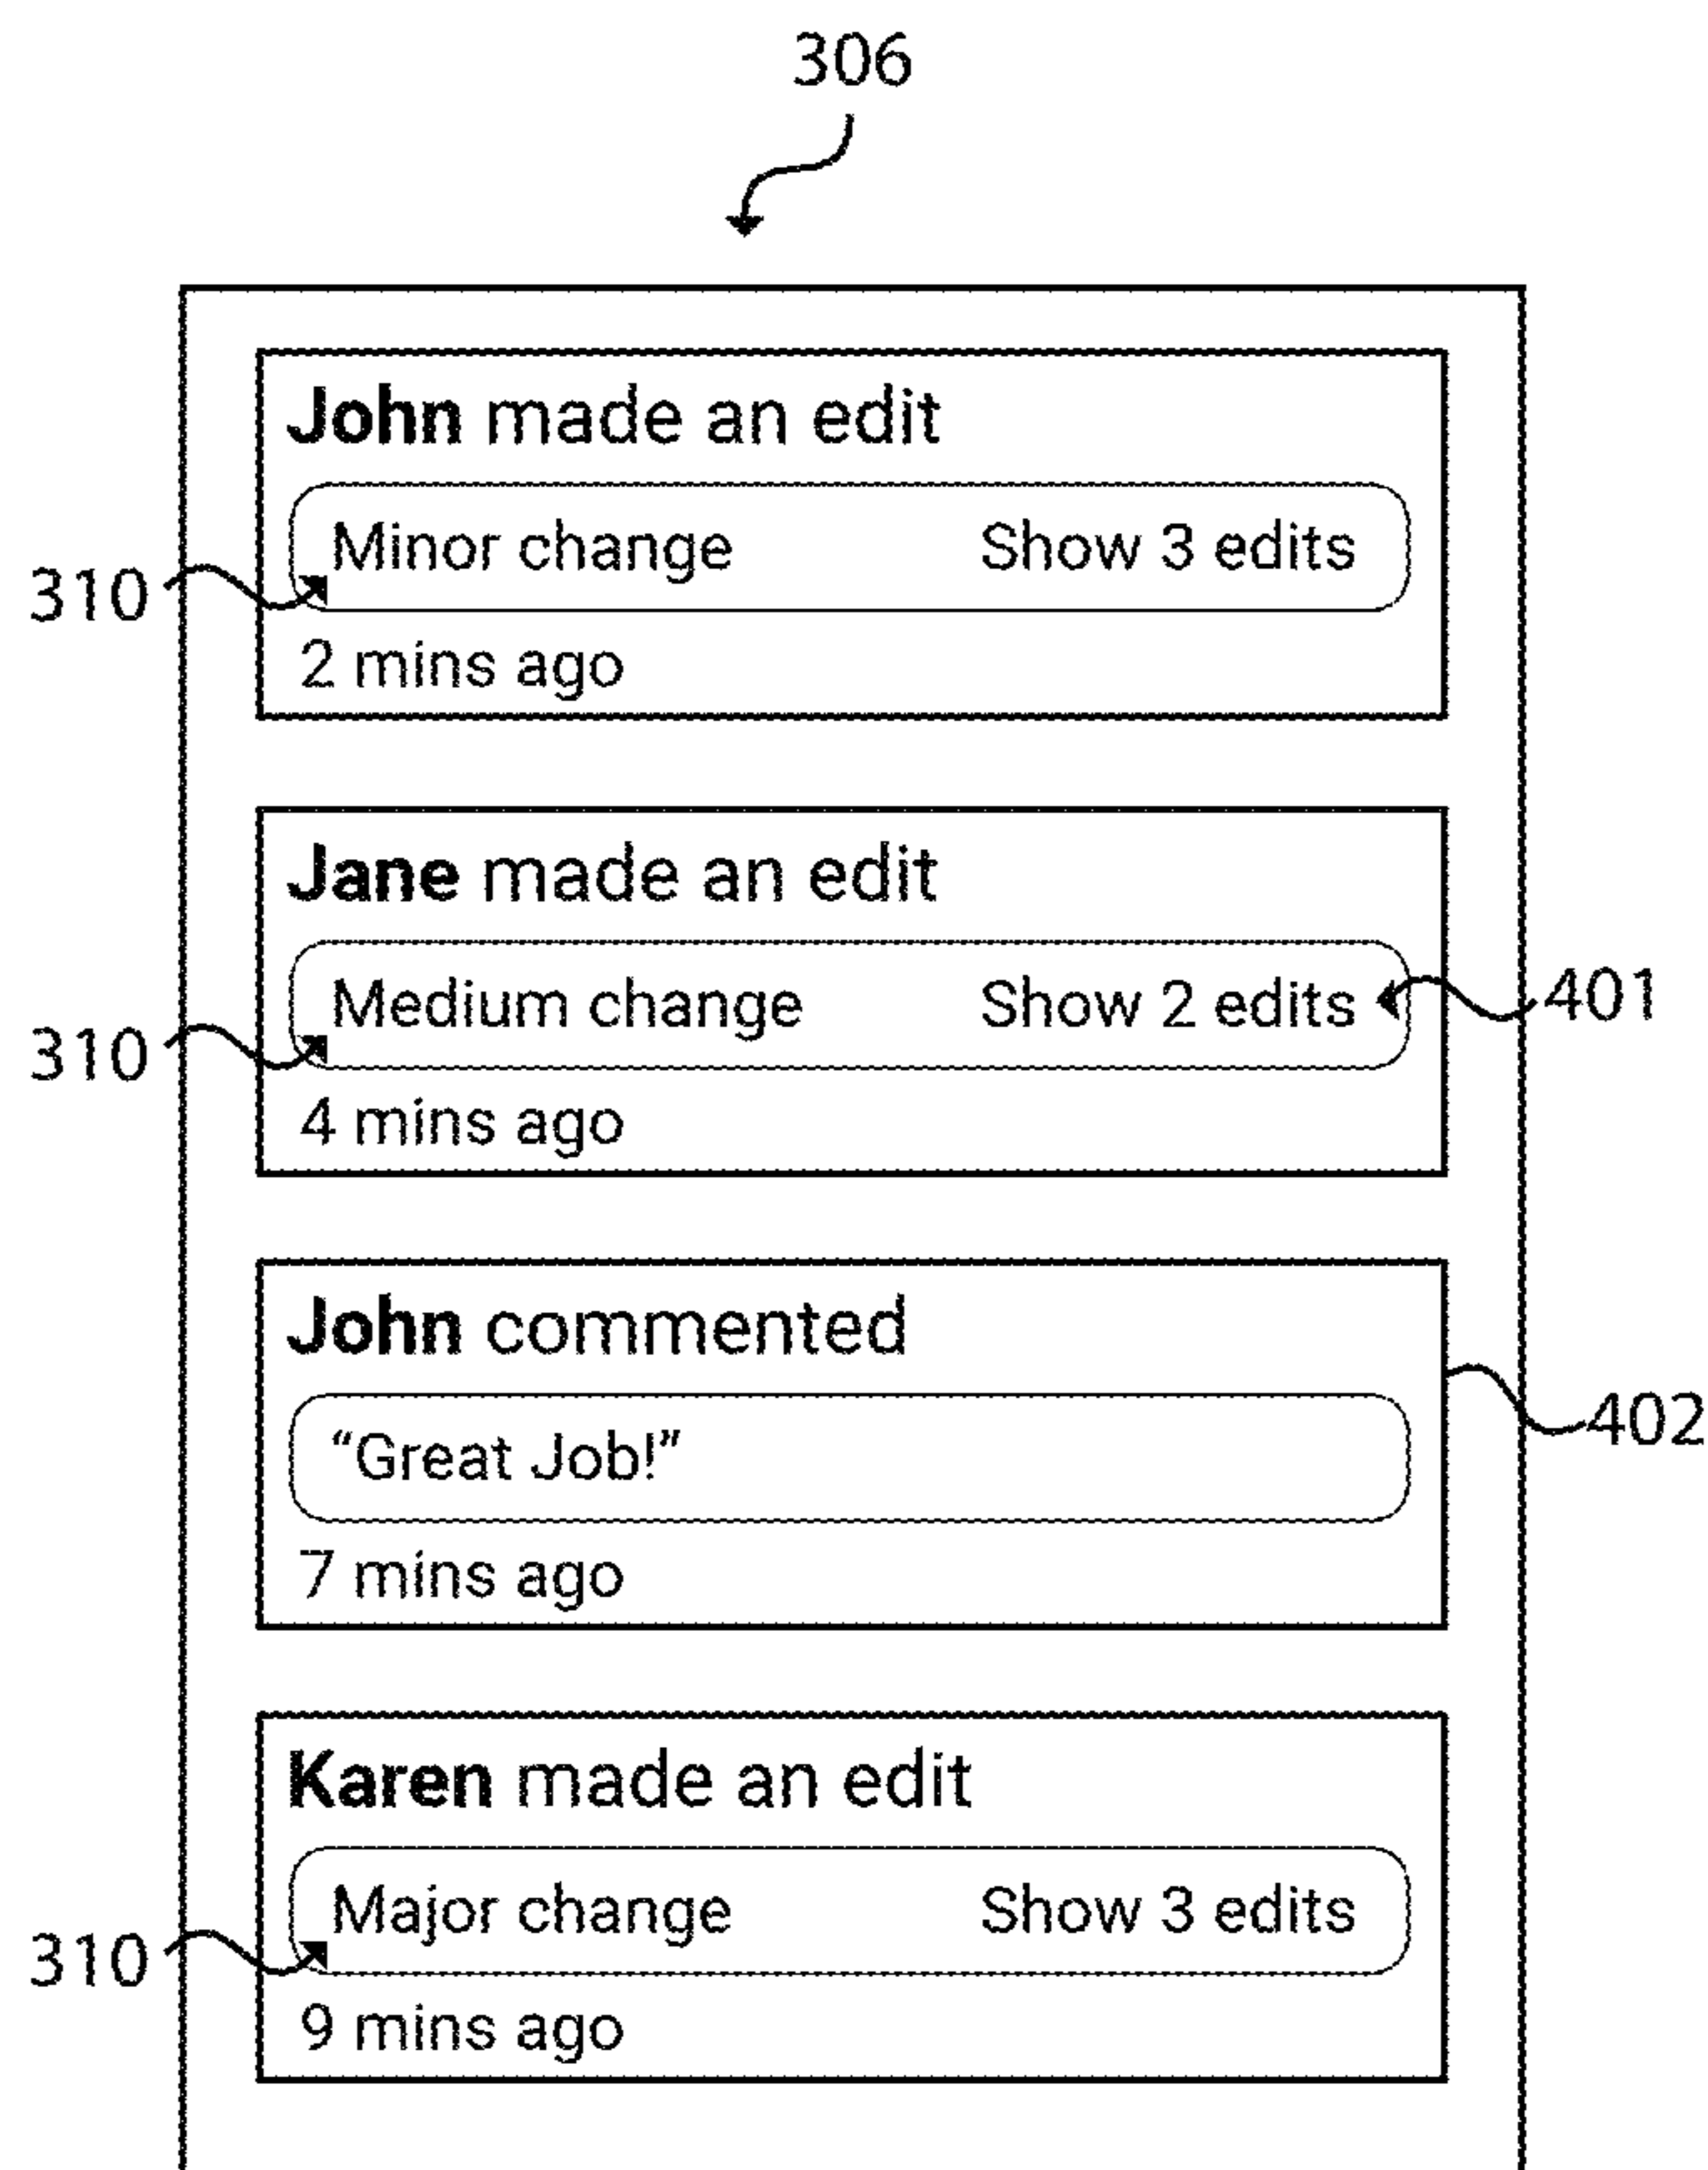 306
John made an edit
Minor change Show 3 edits
310
2 mins ago
Jane made an edit
Medium change Show 2 edits
401
310
4 mins ago
John commented
402
“Great Job!”
7 mins ago
Karen made an edit
Major change Show 3 edits
310
9 mins ago